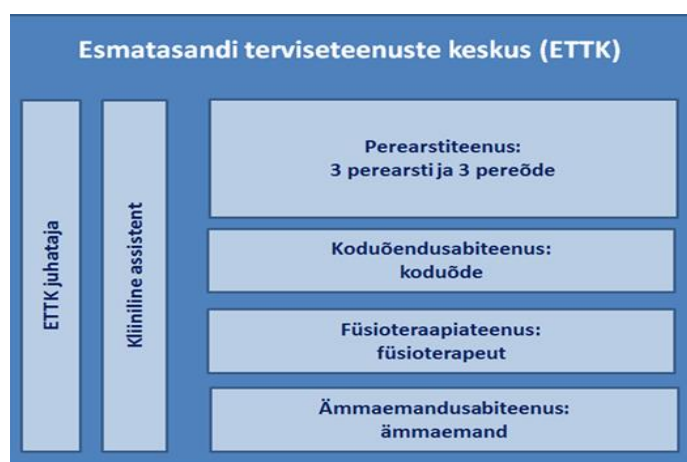 Esmatasandi terviseteenuste keskus (ETTK)
ETTK juhataja
Kliiniline assistent
Perearstiteenus:
3 perearsti ja 3 pereõde
Koduõendusabiteenus:
koduõde
Füsioteraapiateenus:
füsioterapeut
Ämmaemandusabiteenus:
ämmaemand